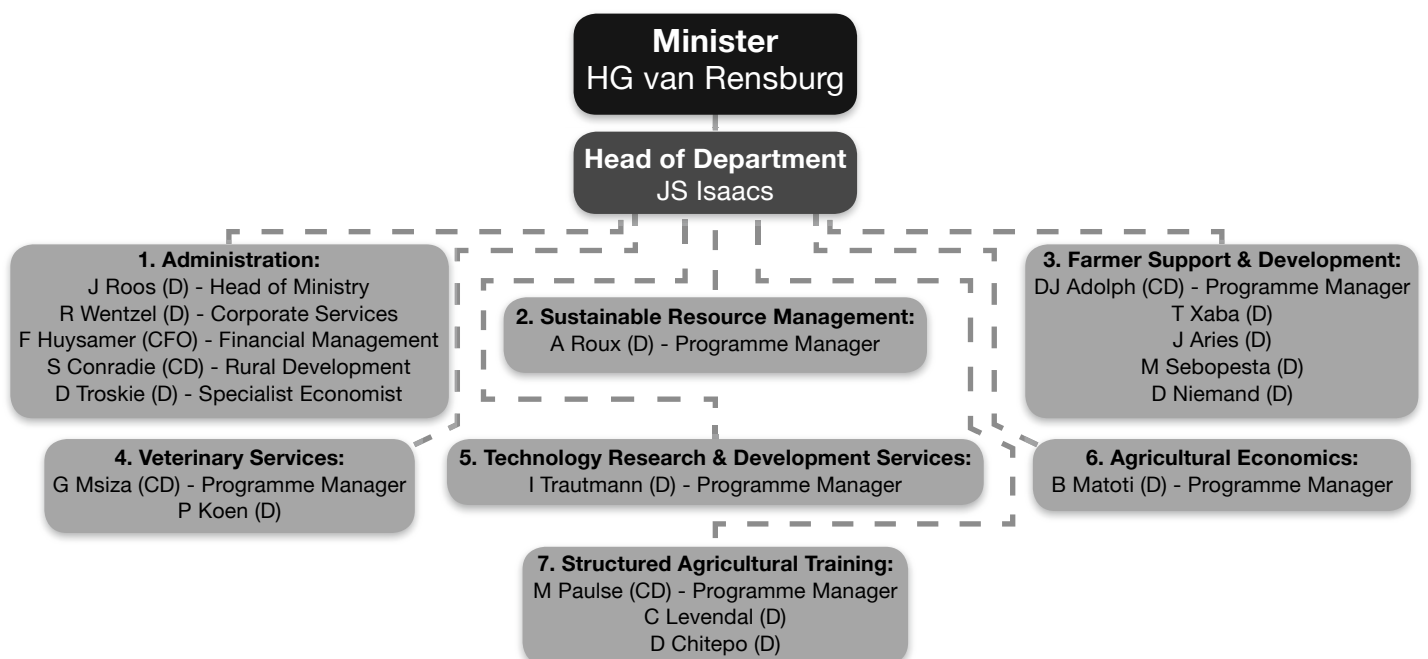 Minister
HG van Rensburg
Head of Department
JS Isaacs
1. Administration:
J Roos (D) - Head of Ministry
R Wentzel (D) - Corporate Services
F Huysamer (CFO) - Financial Management
S Conradie (CD) - Rural Development
D Troskie (D) - Specialist Economist
2. Sustainable Resource Management:
A Roux (D) - Programme Manager
3. Farmer Support & Development:
DJ Adolph (CD) - Programme Manager
T Xaba (D)
J Aries (D)
M Sebopesta (D)
D Niemand (D)
4. Veterinary Services:
G Msiza (CD) - Programme Manager
P Koen (D)
5. Technology Research & Development Services:
I Trautmann (D) - Programme Manager
6. Agricultural Economics:
B Matoti (D) - Programme Manager
7. Structured Agricultural Training:
M Paulse (CD) - Programme Manager
C Levendal (D)
D Chitepo (D)